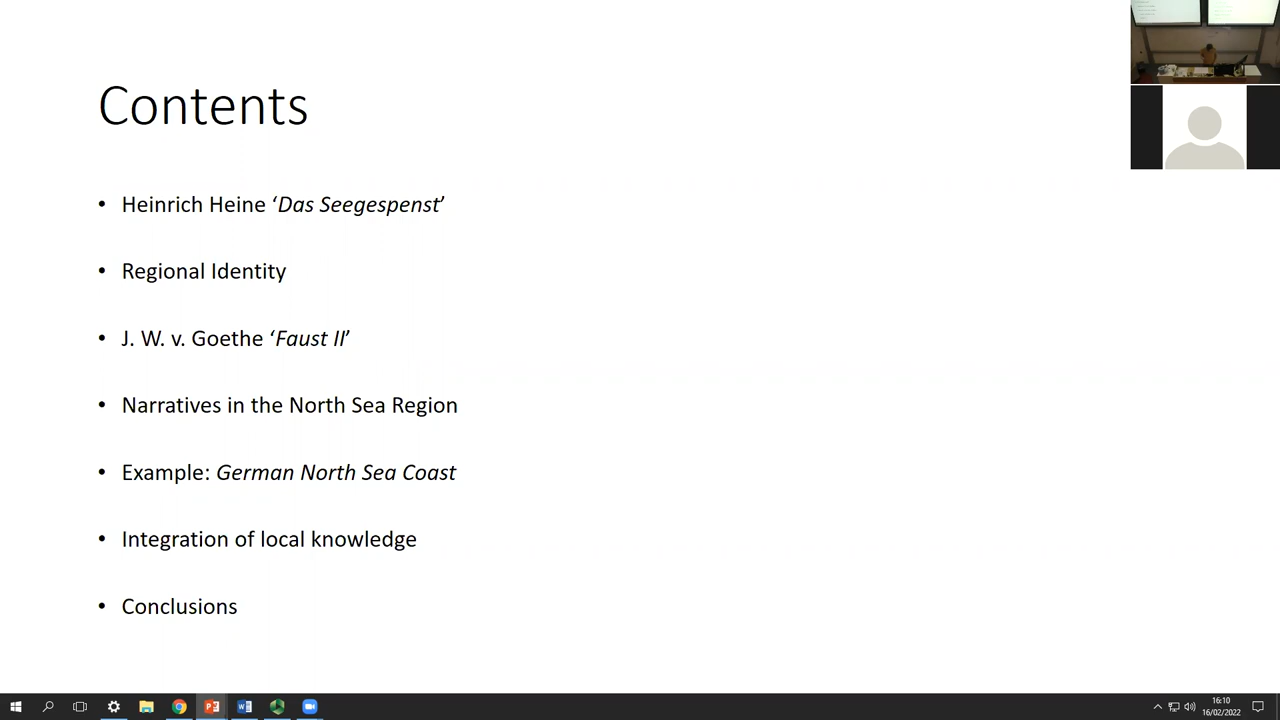 Contents
• Heinrich Heine ‘Das Seegespenst’
• Regional Identity
• J. W. v. Goethe ‘Faust II’
• Narratives in the North Sea Region
• Example: German North Sea Coast
• Integration of local knowledge
• Conclusions
16:10
16/02/2022